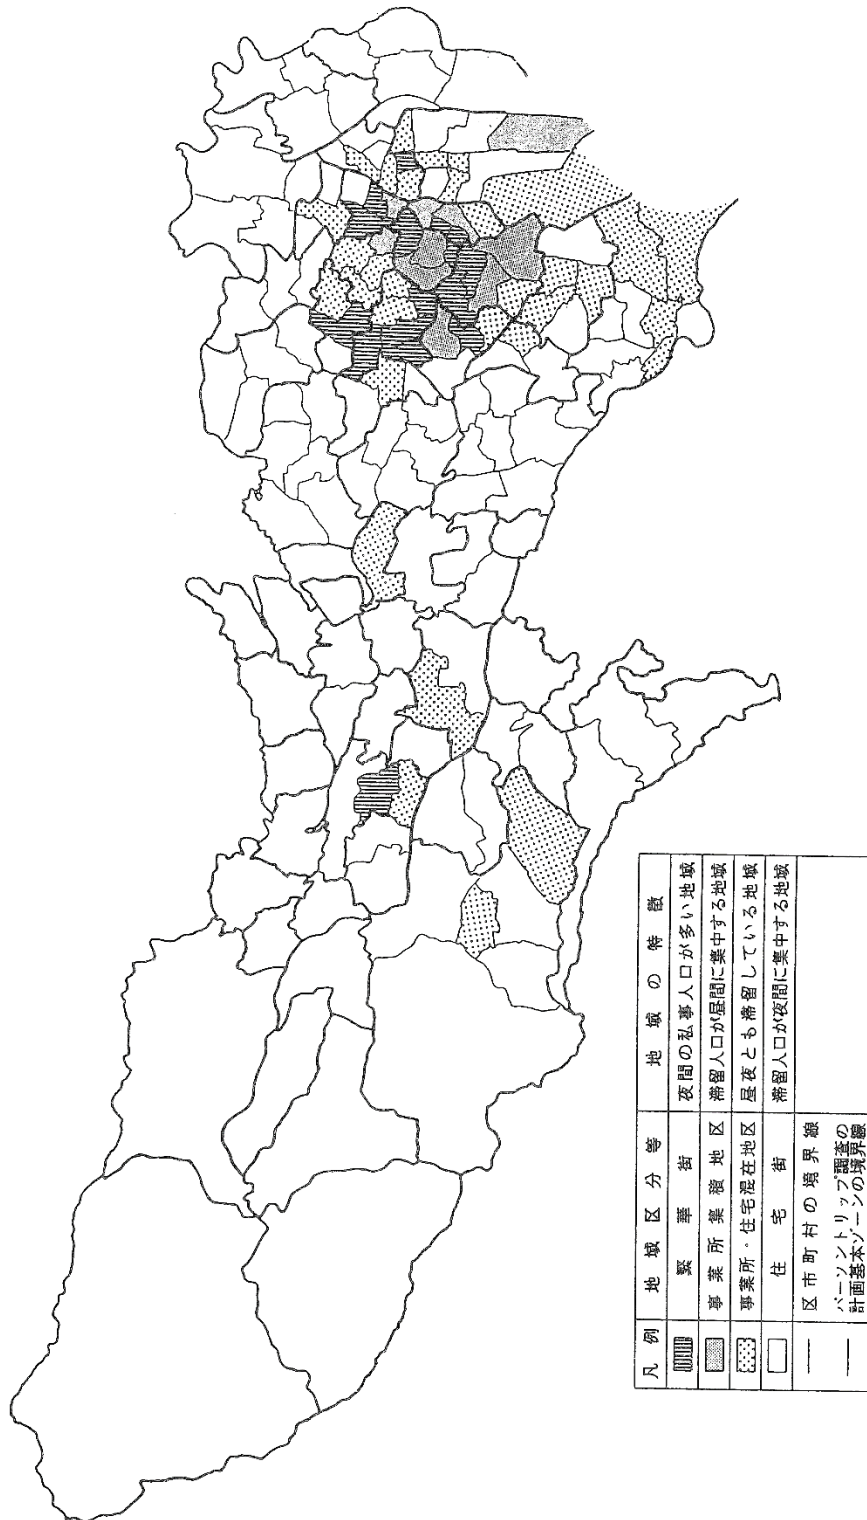 凡例 地域区分等 地域の特徴
繁華街 夜間の私事人口が多い地域
事業所集積地区 滞留人口が昼間に集中する地域
事業所・住宅混在地区 昼夜とも滞留している地域
住宅街 滞留人口が夜間に集中する地域
区市町村の境界線
パーソントリップ調査の
計画基本ゾーンの境界線